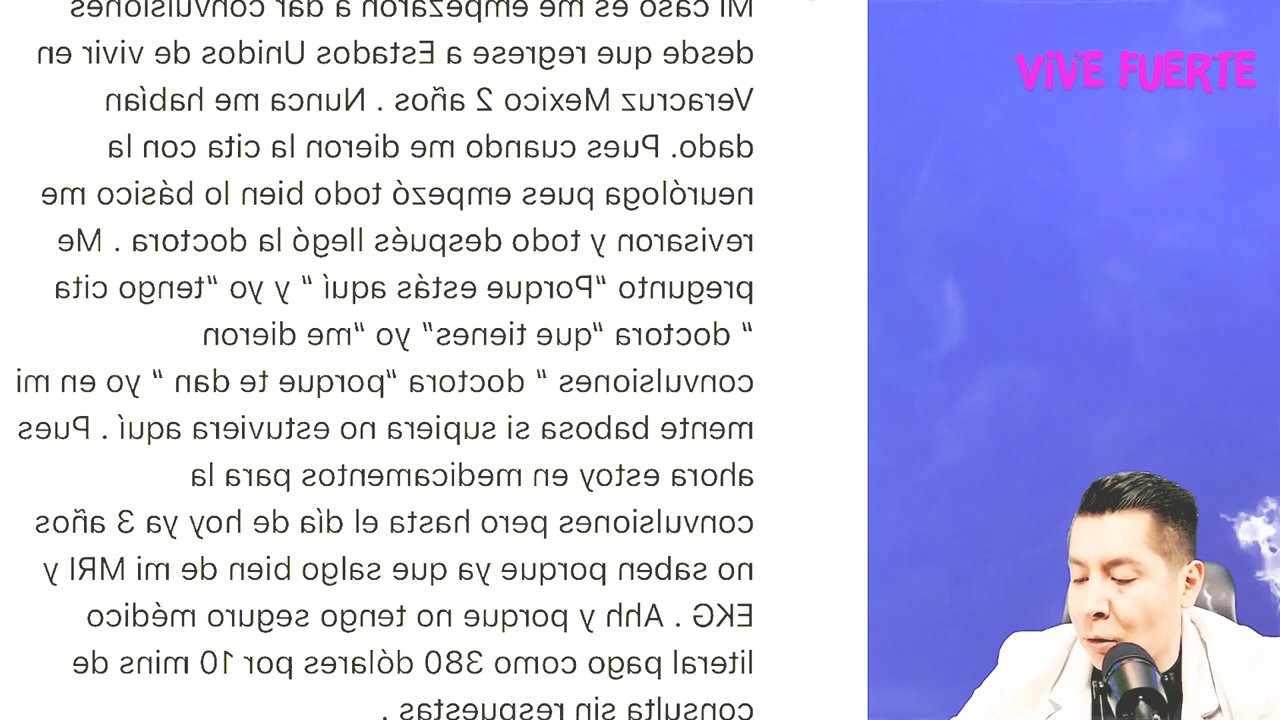 Mi caso es me empezaron a dar convulsiones
desde que regrese a Estados Unidos de vivir en
Veracruz Mexico 2 años . Nunca me habían
dado. Pues cuando me dieron la cita con la
neuróloga pues empezó todo bien lo básico me
revisaron y todo después llegó la doctora . Me
pregunto "Porque estás aquí " y yo "tengo cita
" doctora "que tienes" yo "me dieron
convulsiones " doctora "porque te dan " yo en mi
mente babosa si supiera no estuviera aquí . Pues
ahora estoy en medicamentos para la
convulsiones pero hasta el día de hoy ya 3 años
no saben porque ya que salgo bien de mi MRI y
EKG . Ahh y porque no tengo seguro médico
literal pago como 380 dólares por 10 mins de
consulta sin respuestas .
VIVE FUERTE